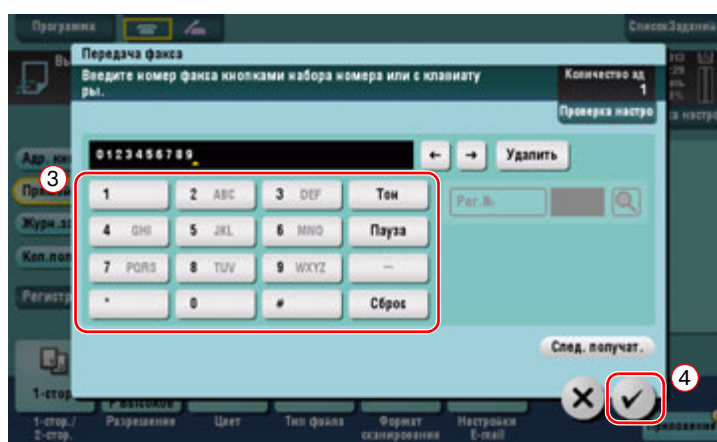 Программа
СписокЗадания
Передача факса
Введите номер факса кнопками набора номера или с клавиату
ры.
Количество ад
1
Проверка настро
0123456789
← → Удалить
3
1
2 ABC
3 DEF
Тон
Рег.№
4 GHI
5 JKL
6 MNO
Пауза
7 PQRS
8 TUV
9 WXYZ
-
*
0
#
Сброс
След. получат.
4
Регистр
1-стор
1-стор./
2-стор.
Разрешение
Цвет
Тип файла
Формат
сканирования
Настройки
E-mail